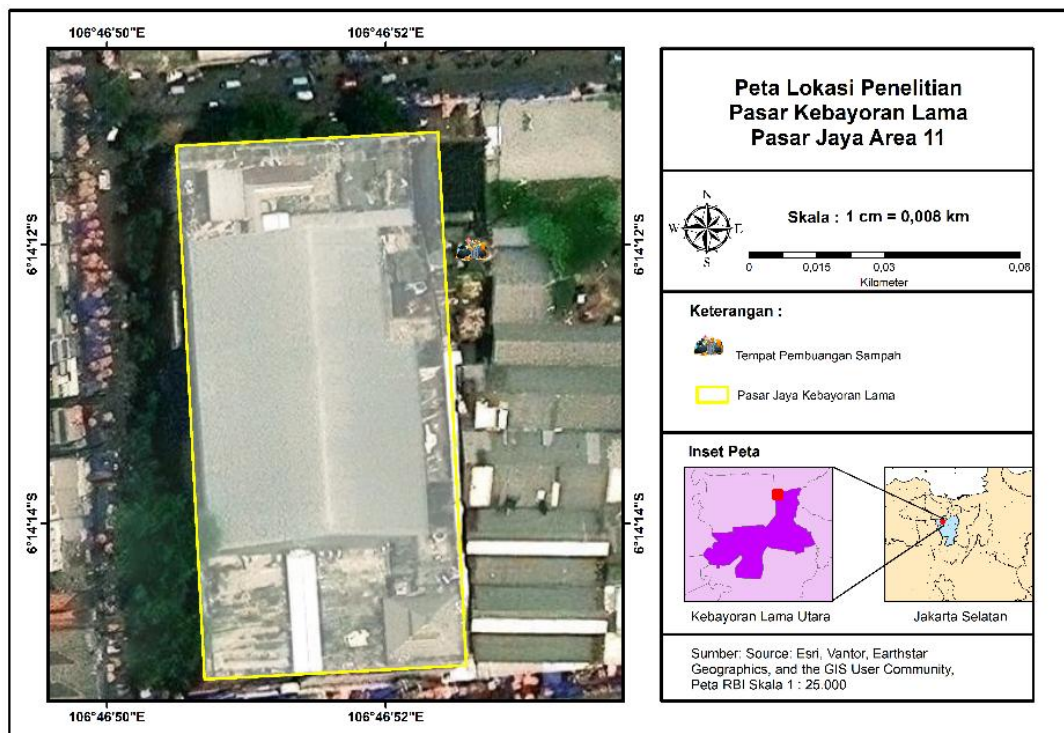 106°46'50"E
106°46'52"E
6°14'12"S
6°14'14"S
6°14'12"S
6°14'14"S
106°46'50"E
106°46'52"E
Peta Lokasi Penelitian
Pasar Kebayoran Lama
Pasar Jaya Area 11
N
W
E
S
Skala : 1 cm = 0,008 km
0
0,015
0,03
0,06
Kilometer
Keterangan :
Tempat Pembuangan Sampah
Pasar Jaya Kebayoran Lama
Inset Peta
Kebayoran Lama Utara
Jakarta Selatan
Sumber: Source: Esri, Vantor, Earthstar
Geographics, and the GIS User Community,
Peta RBI Skala 1 : 25.000